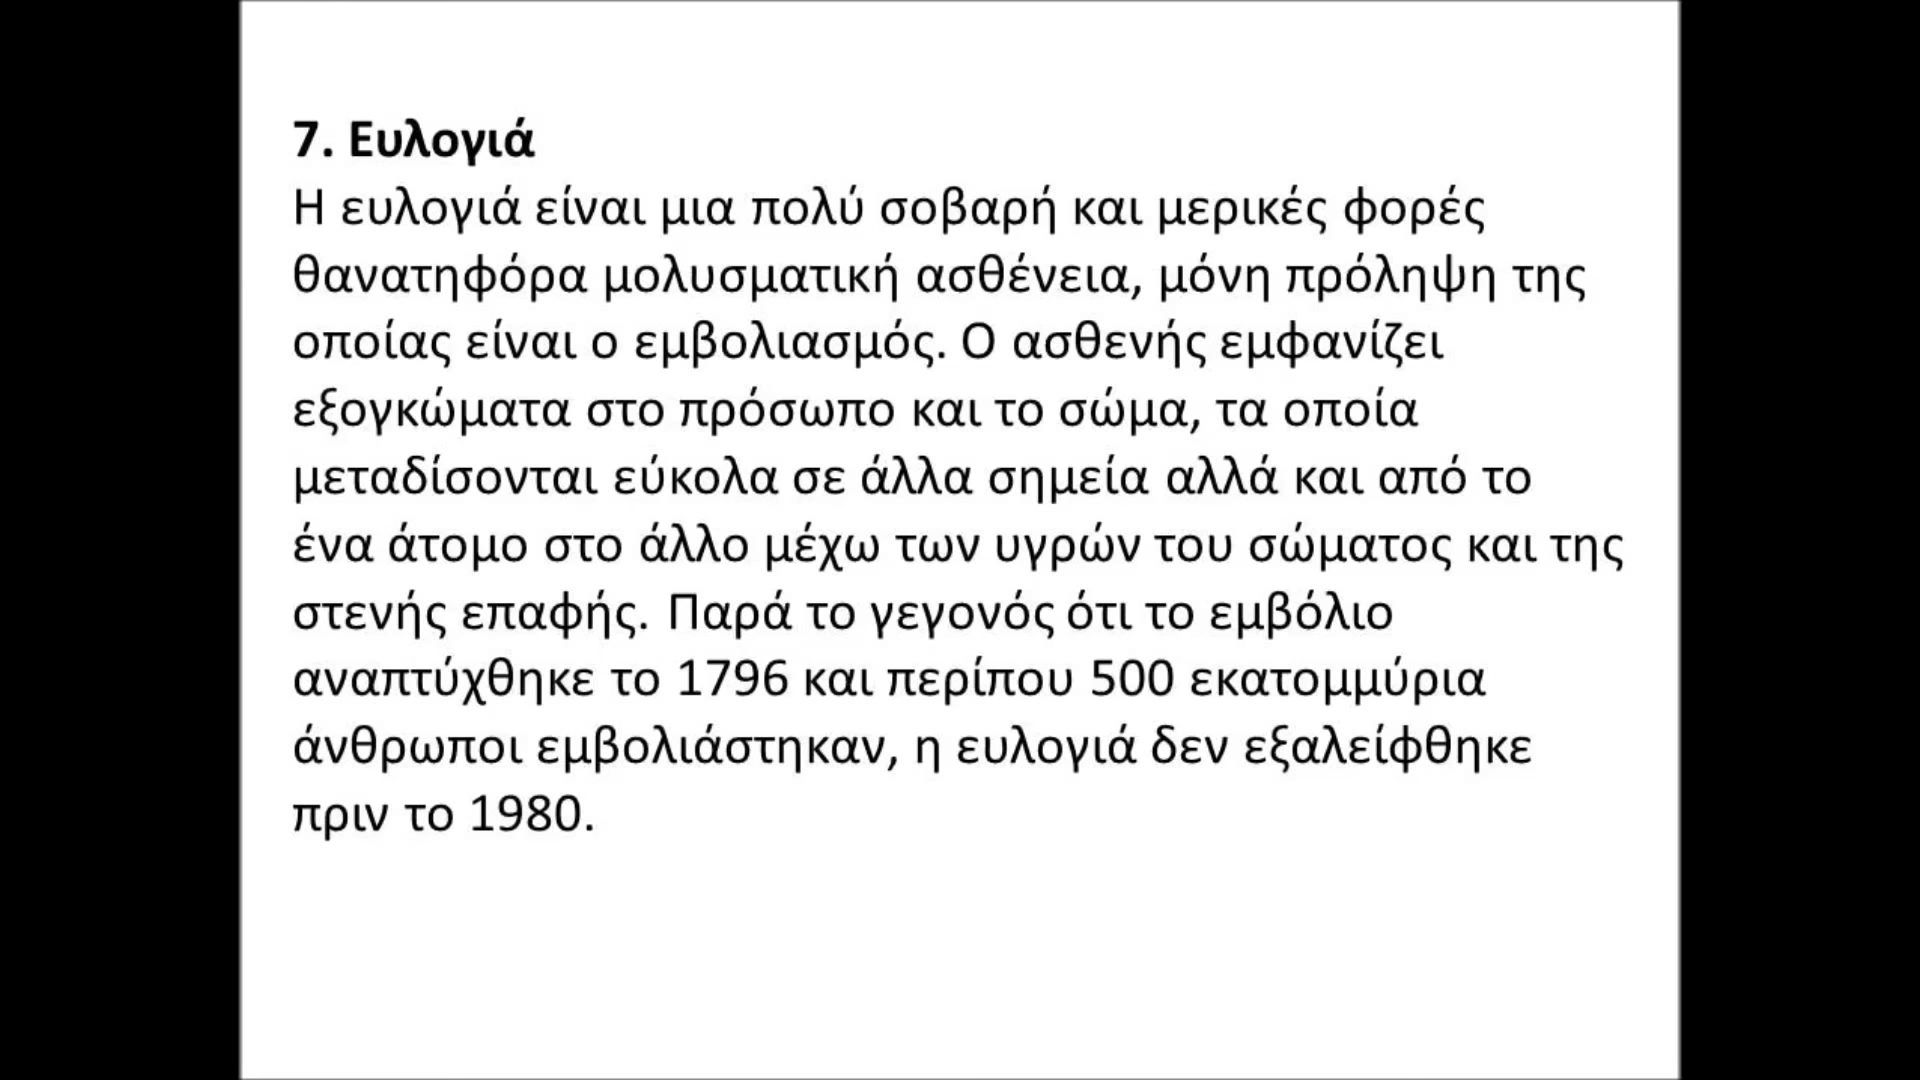 7. Ευλογιά
Η ευλογιά είναι μια πολύ σοβαρή και μερικές φορές
θανατηφόρα μολυσματική ασθένεια, μόνη πρόληψη της
οποίας είναι ο εμβολιασμός. Ο ασθενής εμφανίζει
εξογκώματα στο πρόσωπο και το σώμα, τα οποία
μεταδίσονται εύκολα σε άλλα σημεία αλλά και από το
ένα άτομο στο άλλο μέχω των υγρών του σώματος και της
στενής επαφής. Παρά το γεγονός ότι το εμβόλιο
αναπτύχθηκε το 1796 και περίπου 500 εκατομμύρια
άνθρωποι εμβολιάστηκαν, η ευλογιά δεν εξαλείφθηκε
πριν το 1980.